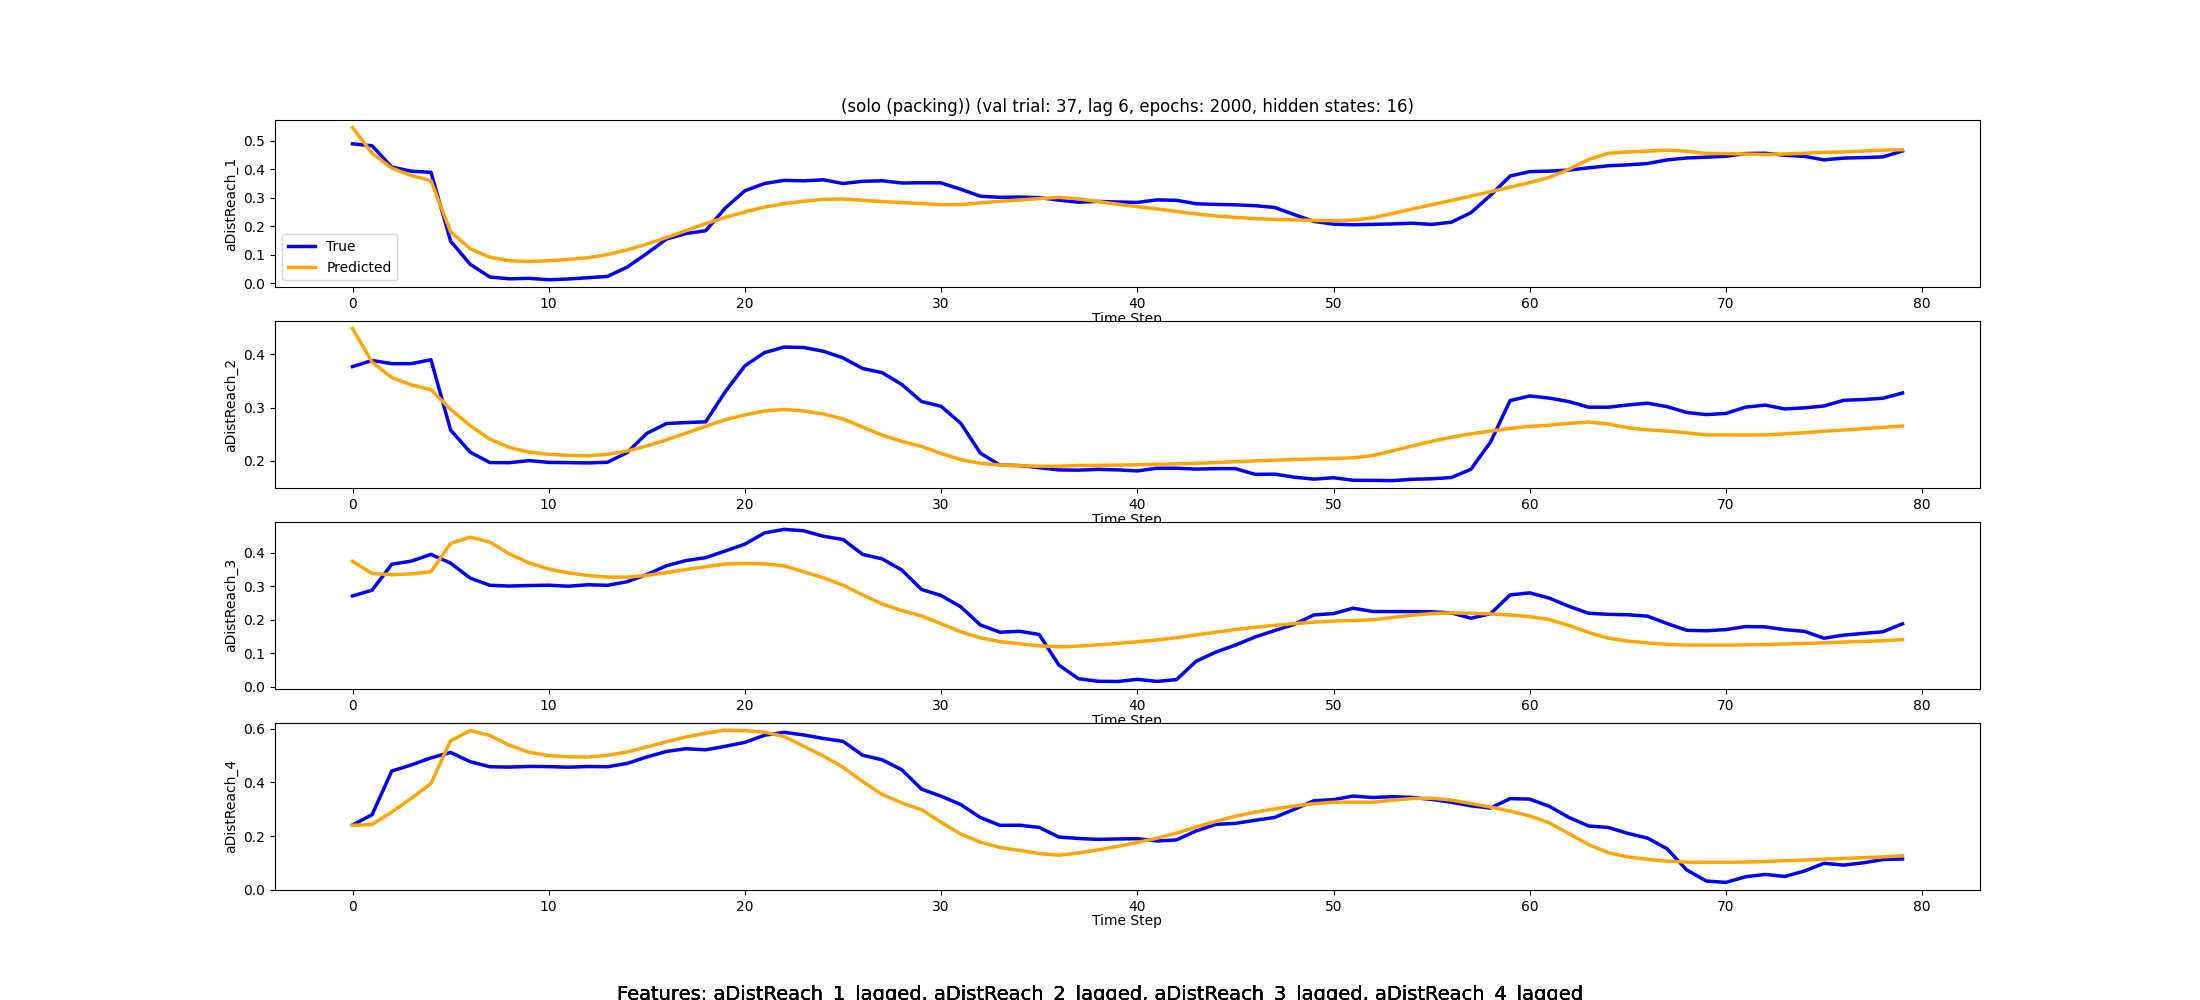 (solo (packing)) (val trial: 37, lag 6, epochs: 2000, hidden states: 16)
aDistReach_1
0.5
0.4
0.3
0.2
0.1
0.0
True
Predicted
0 10 20 30 40 50 60 70 80
Time Step
aDistReach_2
0.4
0.3
0.2
0 10 20 30 40 50 60 70 80
Time Step
aDistReach_3
0.4
0.3
0.2
0.1
0.0
0 10 20 30 40 50 60 70 80
Time Step
aDistReach_4
0.6
0.4
0.2
0.0
0 10 20 30 40 50 60 70 80
Time Step
Features: aDistReach_1_lagged, aDistReach_2_lagged, aDistReach_3_lagged, aDistReach_4_lagged